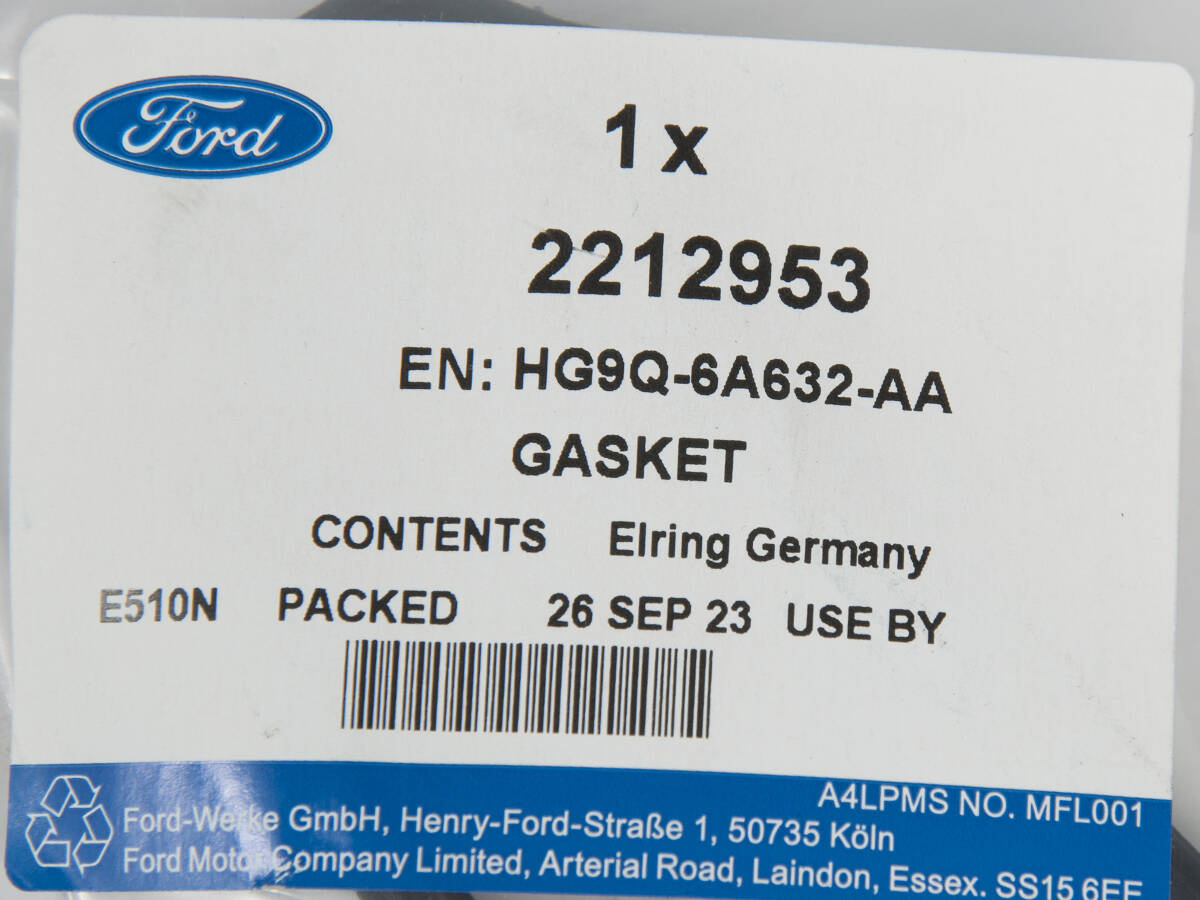 Ford
1 x
2212953
EN: HG9Q-6A632-AA
GASKET
CONTENTS Elring Germany
E510N PACKED 26 SEP 23 USE BY
A4LPMS NO. MFL001
Ford-Werke GmbH, Henry-Ford-Straße 1, 50735 Köln
Ford Motor Company Limited, Arterial Road, Laindon, Essex. SS15 6EE